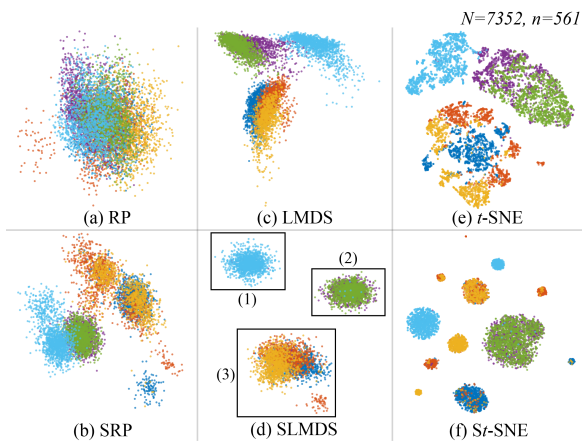 N=7352, n=561
(a) RP
(c) LMDS
(e) t-SNE
(1)
(2)
(3)
(b) SRP
(d) SLMDS
(f) St-SNE